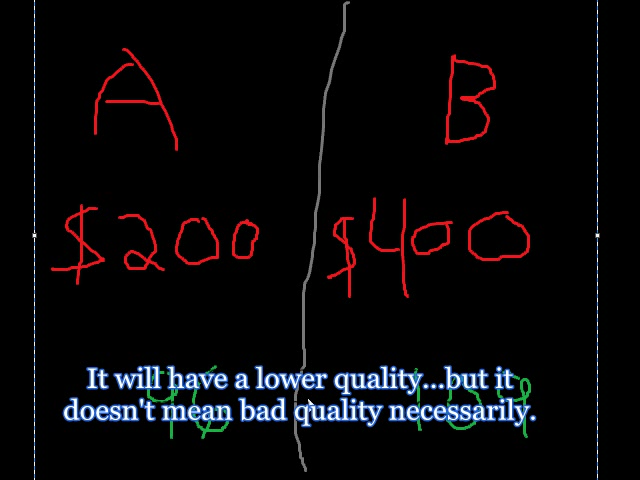 A B
$200 $400
It will have a lower quality...but it
doesn't mean bad quality necessarily.